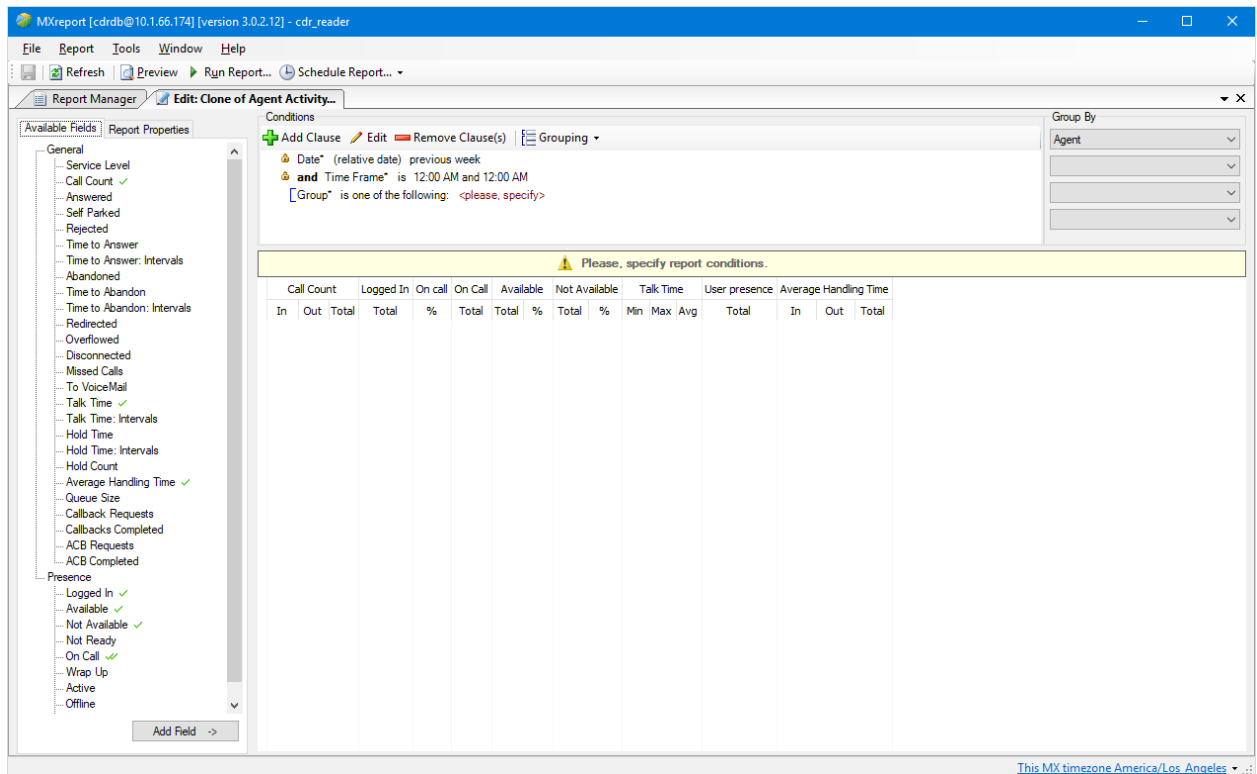 MXreport [cdrdb@10.1.66.174] [version 3.0.2.12] - cdr_reader
File Report Tools Window Help
Refresh Preview Run Report... Schedule Report...
Report Manager Edit: Clone of Agent Activity...
Available Fields Report Properties
General
Service Level
Call Count
Answered
Self Parked
Rejected
Time to Answer
Time to Answer: Intervals
Abandoned
Time to Abandon
Time to Abandon: Intervals
Redirected
Overflowed
Disconnected
Missed Calls
To VoiceMail
Talk Time
Talk Time: Intervals
Hold Time
Hold Time: Intervals
Hold Count
Average Handling Time
Queue Size
Callback Requests
Callbacks Completed
ACB Requests
ACB Completed
Presence
Logged In
Available
Not Available
Not Ready
On Call
Wrap Up
Active
Offline
Add Field ->
Conditions
Add Clause Edit Remove Clause(s) Grouping
Date* (relative date) previous week
and Time Frame* is 12:00 AM and 12:00 AM
[Group* is one of the following: <please, specify>
Group By
Agent
Please, specify report conditions.
Call Count Logged In On call On Call Available Not Available Talk Time User presence Average Handling Time
In Out Total Total % Total Total % Total % Min Max Avg Total In Out Total
This MX timezone America/Los_Angeles